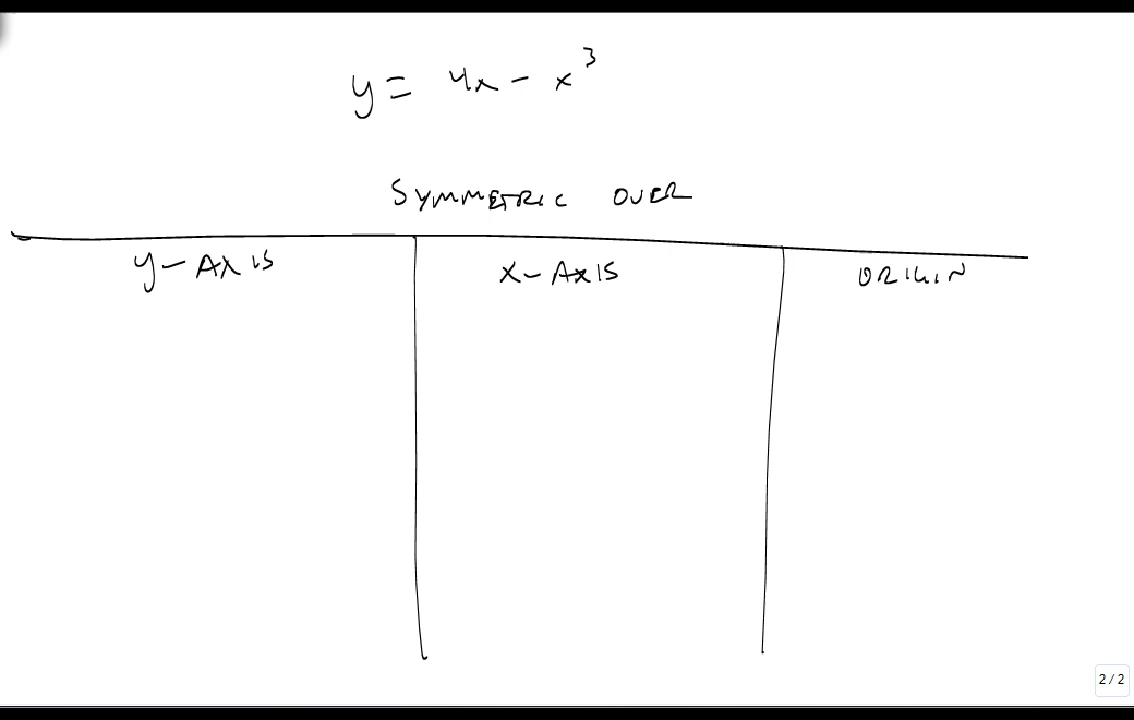 y = 4x - x³
SYMMETRIC OVER
y-AXIS
x-AXIS
ORIGIN
2/2